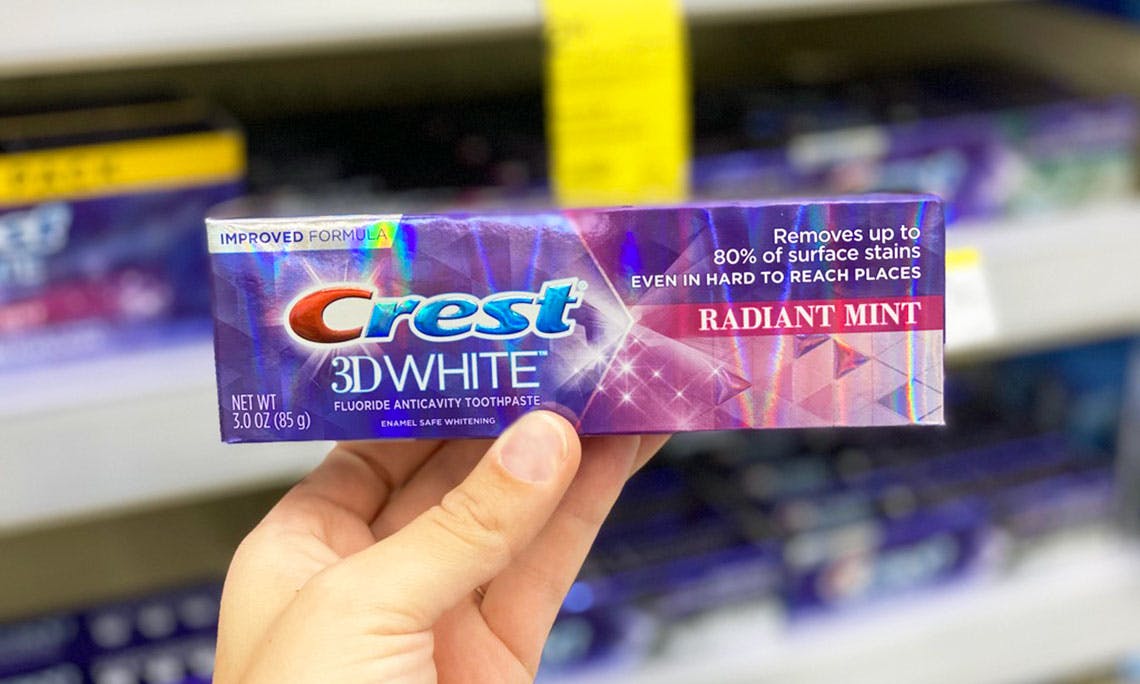 IMPROVED FORMULA
Crest®
3D WHITE™
FLUORIDE ANTICAVITY TOOTHPASTE
ENAMEL SAFE WHITENING
NET WT
3.0 OZ (85 g)
Removes up to
80% of surface stains
EVEN IN HARD TO REACH PLACES
RADIANT MINT